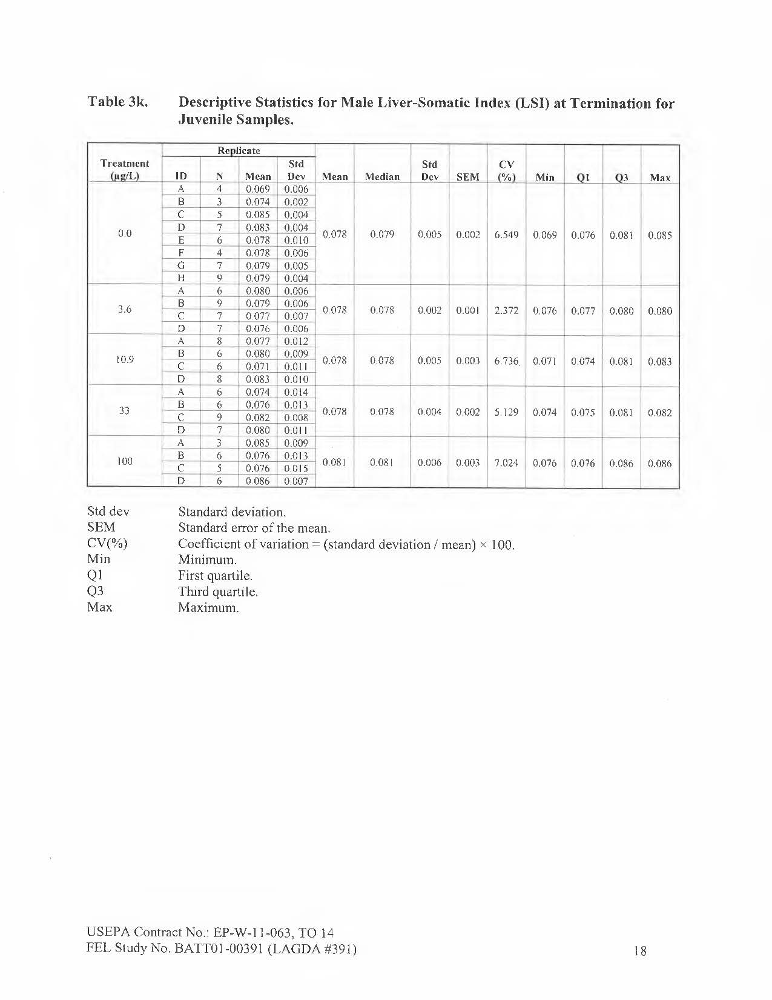 Table 3k. Descriptive Statistics for Male Liver-Somatic Index (LSI) at Termination for
Juvenile Samples.
Replicate
Treatment Std Std CV
(µg/L) ID N Mean Dev Mean Median Dev SEM (%) Min Q1 Q3 Max
A 4 0.069 0.006
B 3 0.074 0.002
C 5 0.085 0.004
D 7 0.083 0.004
0.0 0.078 0.079 0.005 0.002 6.549 0.069 0.076 0.081 0.085
E 6 0.078 0.010
F 4 0.078 0.006
G 7 0.079 0.005
H 9 0.079 0.004
A 6 0.080 0.006
B 9 0.079 0.006
3.6 0.078 0.078 0.002 0.001 2.372 0.076 0.077 0.080 0.080
C 7 0.077 0.007
D 7 0.076 0.006
A 8 0.077 0.012
B 6 0.080 0.009
10.9 0.078 0.078 0.005 0.003 6.736 0.071 0.074 0.081 0.083
C 6 0.071 0.011
D 8 0.083 0.010
A 6 0.074 0.014
B 6 0.076 0.013
33 0.078 0.078 0.004 0.002 5.129 0.074 0.075 0.081 0.082
C 9 0.082 0.008
D 7 0.080 0.011
A 3 0.085 0.009
B 6 0.076 0.013
100 0.081 0.081 0.006 0.003 7.024 0.076 0.076 0.086 0.086
C 5 0.076 0.015
D 6 0.086 0.007
Std dev Standard deviation.
SEM Standard error of the mean.
CV(%) Coefficient of variation = (standard deviation / mean) × 100.
Min Minimum.
Q1 First quartile.
Q3 Third quartile.
Max Maximum.
USEPA Contract No.: EP-W-11-063, TO 14
FEL Study No. BATT01-00391 (LAGDA #391) 18